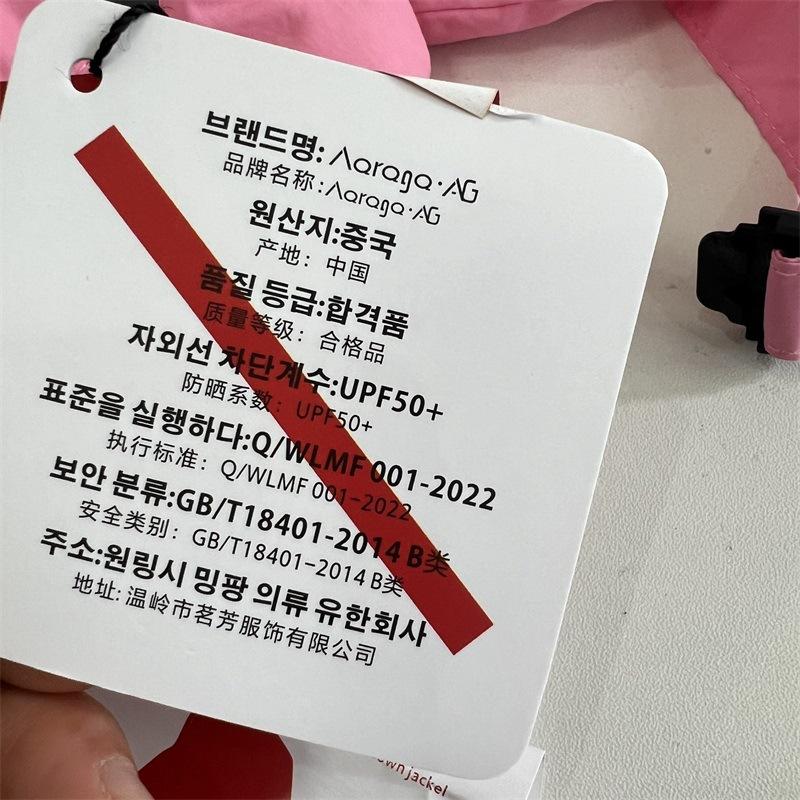 브랜드명: Aaraga·AG
品牌名称:Aaraga·AG
원산지:중국
产地: 中国
품질 등급:합격품
质量等级: 合格品
자외선 차단계수:UPF50+
防晒系数: UPF50+
표준을 실행하다:Q/WLMF 001-2022
执行标准: Q/WLMF 001-2022
보안 분류:GB/T18401-2014 B类
安全类别: GB/T18401-2014 B类
주소:원링시 밍팡 의류 유한회사
地址: 温岭市茗芳服饰有限公司
own jacket